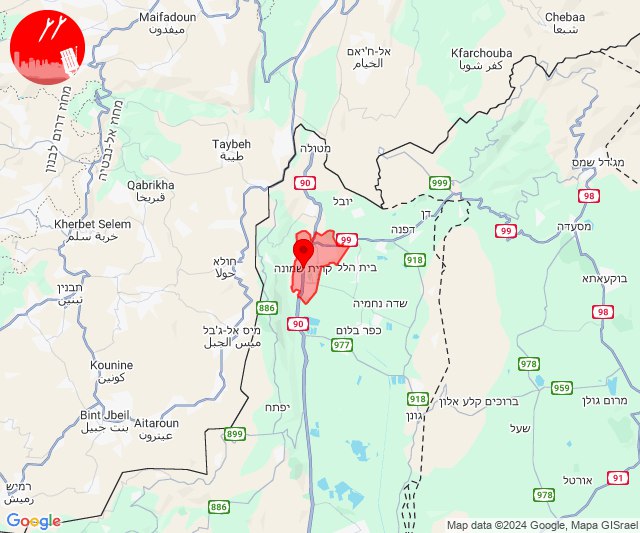 Maifadoun
ميفدون
Chebaa
شبعا
אל-ח'יאם
الخيام
Kfarchouba
كفر شوبا
מחוז דרום לבנון
מחוז אל-נבטיה
Taybeh
طيبة
מטולה
מג'דל שמס
90
999
98
Qabrikha
قبريخا
יובל
דן
דפנה
99
מסעדה
Kherbet Selem
خربة سلم
99
חולא
حولا
בית הלל
קריית שמונה
918
בוקעאתא
תבנין
تبنين
שדה נחמיה
886
90
כפר בלום
98
מיס אל-ג'בל
ميس الجبل
977
Kounine
كونين
978
959
918
מרום גולן
ברוכים קלע אלון
גונן
יפתח
Bint Jbeil
بنت جبيل
Aitaroun
عيترون
899
שעל
91
רמיש
رميش
אורטל
978
886
978
Google
Map data ©2024 Google, Mapa GISrael